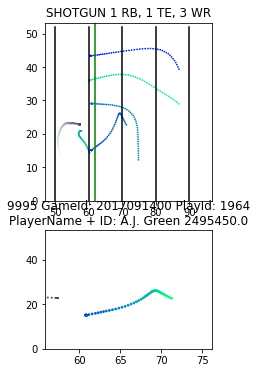 SHOTGUN 1 RB, 1 TE, 3 WR
50
40
30
20
10
0
50 60 70 80 90
9995 GameId: 2017091400 PlayId: 1964
PlayerName + ID: A.J. Green 2495450.0
40
20
0
60 65 70 75